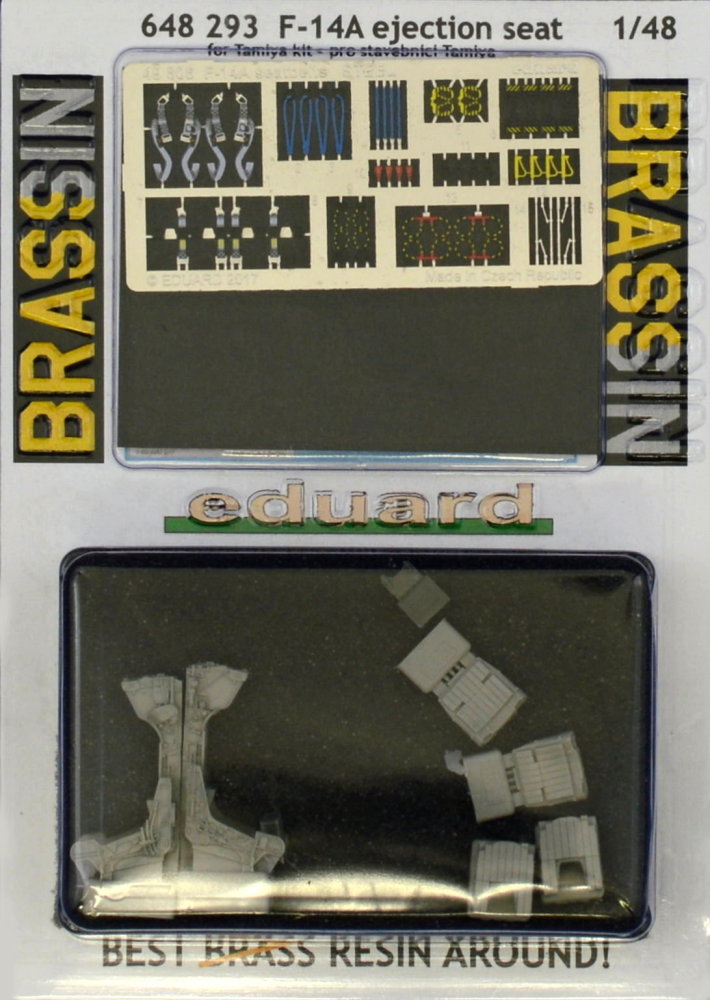 648 293 F-14A ejection seat 1/48
for Tamiya kit - pro stavebnici Tamiya
BRASSIN
F-14A
© EDUARD 2017
Made in Czech Republic
BRASSIN
eduard
BEST BRASS RESIN AROUND!